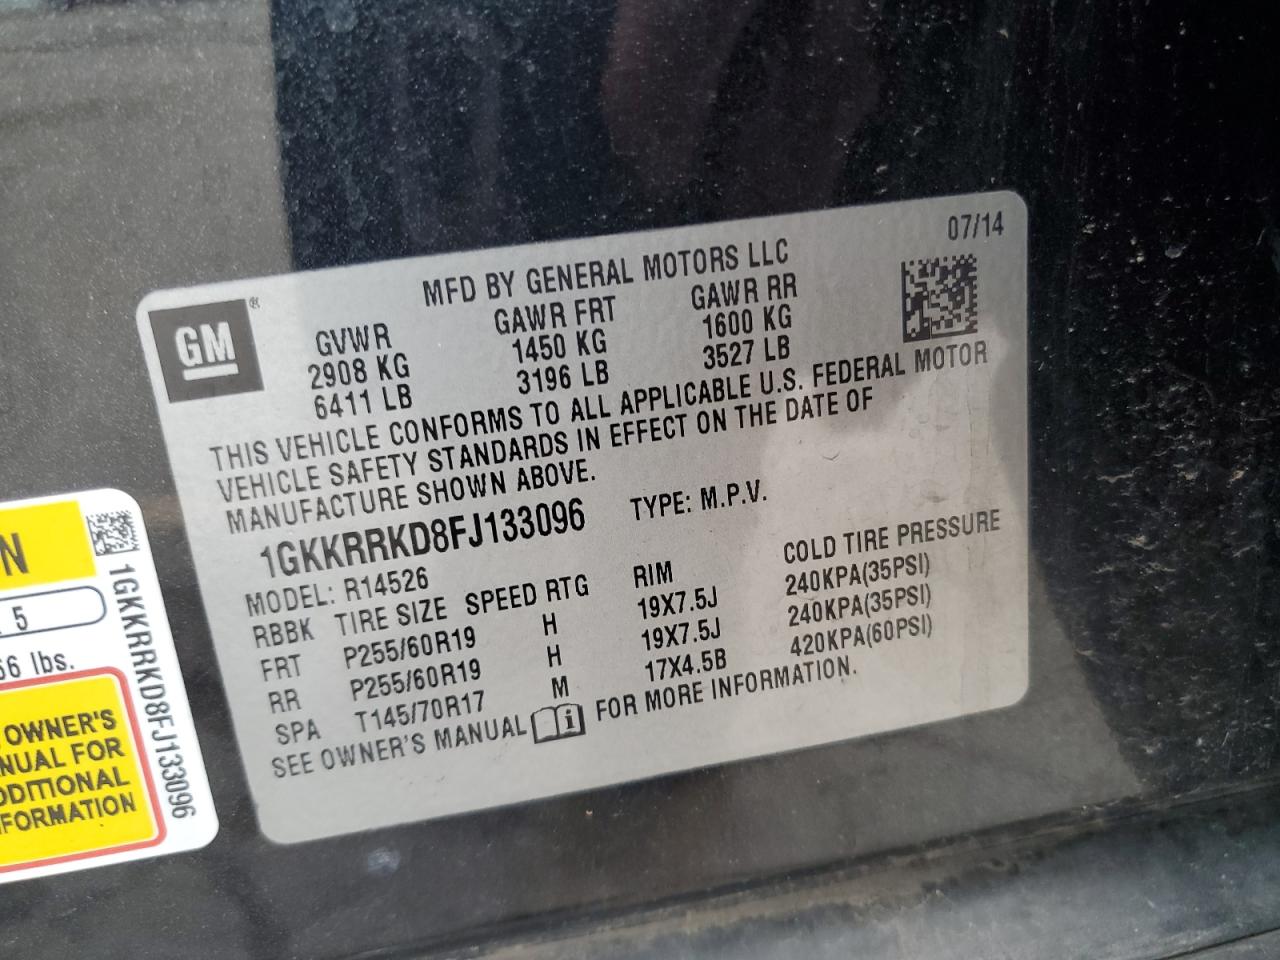 07/14
MFD BY GENERAL MOTORS LLC
GM ®
GVWR GAWR FRT GAWR RR
2908 KG 1450 KG 1600 KG
6411 LB 3196 LB 3527 LB
THIS VEHICLE CONFORMS TO ALL APPLICABLE U.S. FEDERAL MOTOR
VEHICLE SAFETY STANDARDS IN EFFECT ON THE DATE OF
MANUFACTURE SHOWN ABOVE.
1GKKRRKD8FJ133096 TYPE: M.P.V.
MODEL: R14526
RBBK TIRE SIZE SPEED RTG RIM COLD TIRE PRESSURE
FRT P255/60R19 H 19X7.5J 240KPA(35PSI)
RR P255/60R19 H 19X7.5J 240KPA(35PSI)
SPA T145/70R17 M 17X4.5B 420KPA(60PSI)
SEE OWNER'S MANUAL i FOR MORE INFORMATION.
N
5
66 lbs.
OWNER'S
NUAL FOR
DDITIONAL
FORMATION
1GKKRRKD8FJ133096